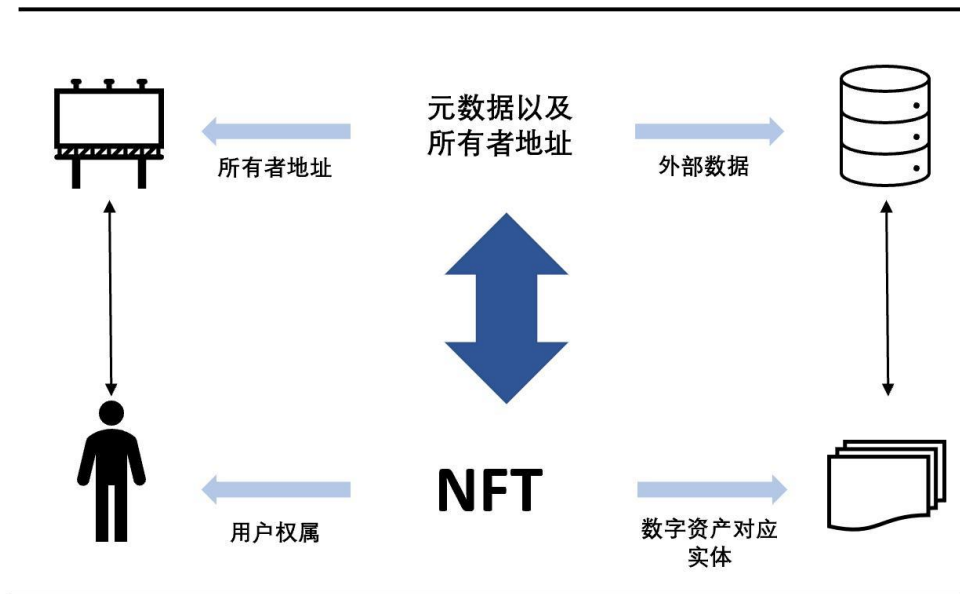 元数据以及
所有者地址
所有者地址
外部数据
NFT
用户权属
数字资产对应
实体